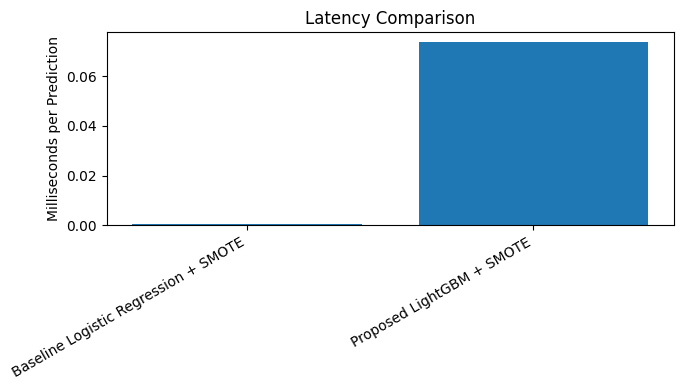 Latency Comparison
Milliseconds per Prediction
0.06
0.04
0.02
0.00
Baseline Logistic Regression + SMOTE
Proposed LightGBM + SMOTE